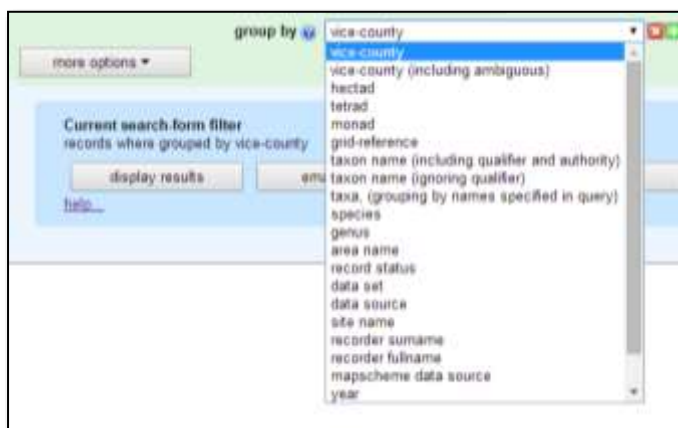 group by vice-county
more options
vice-county
vice-county (including ambiguous)
hectad
tetrad
monad
grid-reference
taxon name (including qualifier and authority)
taxon name (ignoring qualifier)
taxa, (grouping by names specified in query)
species
genus
area name
record status
data set
data source
site name
recorder surname
recorder fullname
mapscheme data source
year
Current search-form filter
records where grouped by vice-county
display results
help...